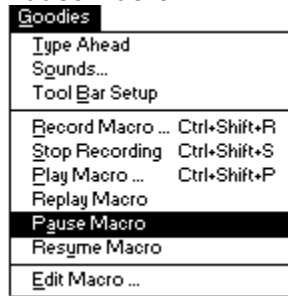 Goodies
Type Ahead
Sounds...
Tool Bar Setup
Record Macro ... Ctrl+Shift+R
Stop Recording Ctrl+Shift+S
Play Macro ... Ctrl+Shift+P
Replay Macro
Pause Macro
Resume Macro
Edit Macro ...